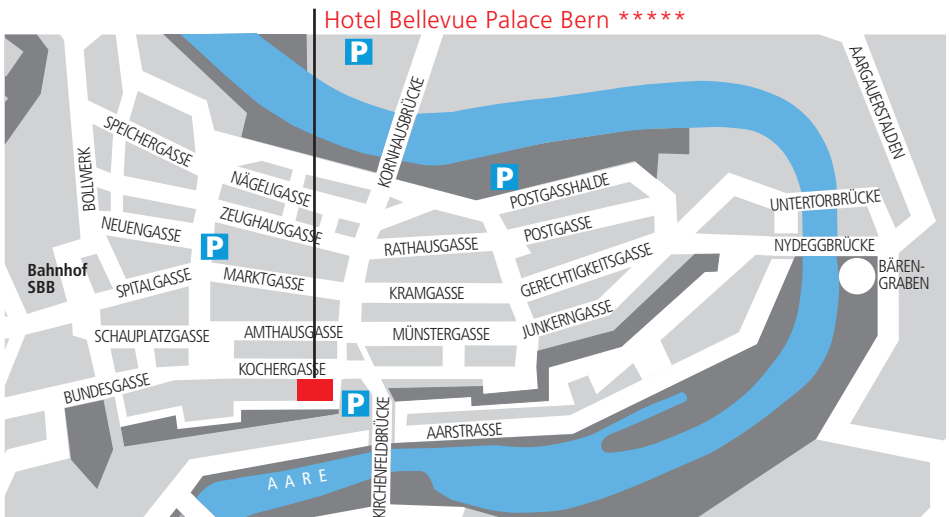 Hotel Bellevue Palace Bern *****
P
KORNHAUSBRÜCKE
AARGAUERSTALDEN
SPEICHERGASSE
BOLLWERK
NÄGELIGASSE
P
POSTGASSHALDE
UNTERTORBRÜCKE
NEUENGASSE
ZEUGHAUSGASSE
P
RATHAUSGASSE
POSTGASSE
NYDEGGBRÜCKE
Bahnhof
SBB
SPITALGASSE
MARKTGASSE
KRAMGASSE
GERECHTIGKEITSGASSE
BÄREN-
GRABEN
SCHAUPLATZGASSE
AMTHAUSGASSE
MÜNSTERGASSE
JUNKERNGASSE
KOCHERGASSE
BUNDESGASSE
P
KIRCHENFELDBRÜCKE
AARSTRASSE
AARE